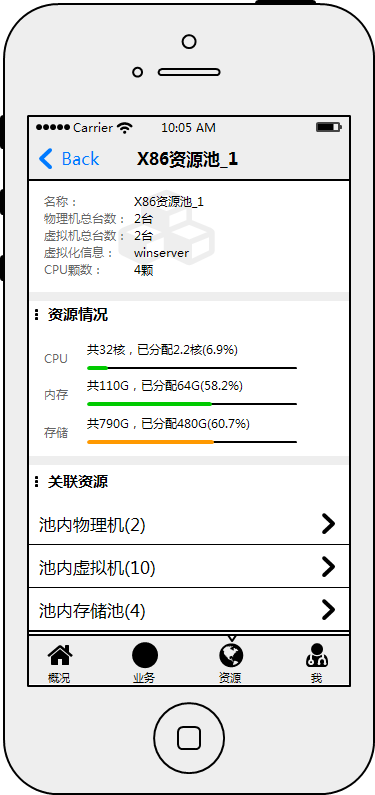 Carrer 10:05 AM
Back X86资源池_1
名称： X86资源池_1
物理机总台数： 2台
虚拟机总台数： 2台
虚拟化信息： winserver
CPU颗数： 4颗
资源情况
CPU 共32核，已分配2.2核(6.9%)
内存 共110G，已分配64G(58.2%)
存储 共790G，已分配480G(60.7%)
关联资源
池内物理机(2)
池内虚拟机(10)
池内存储池(4)
概况 业务 资源 我